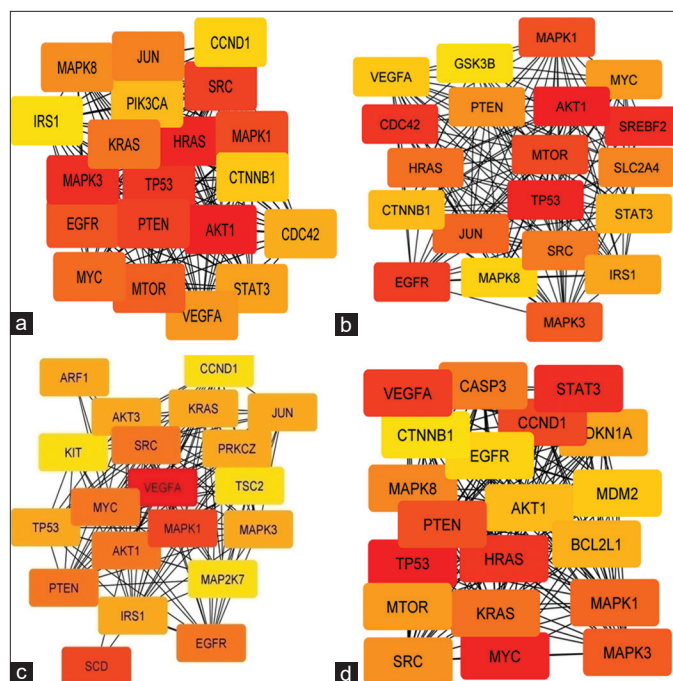 CCND1
JUN
MAPK8
SRC
PIK3CA
IRS1
KRAS
HRAS
MAPK1
MAPK3
TP53
CTNNB1
EGFR
PTEN
AKT1
CDC42
MYC
MTOR
STAT3
VEGFA
a
MAPK1
GSK3B
VEGFA
MYC
PTEN
AKT1
CDC42
SREBF2
MTOR
HRAS
SLC2A4
TP53
CTNNB1
STAT3
JUN
SRC
EGFR
MAPK8
IRS1
MAPK3
b
CCND1
ARF1
AKT3
KRAS
JUN
KIT
SRC
PRKCZ
VEGFA
TSC2
MYC
TP53
MAPK1
MAPK3
AKT1
PTEN
MAP2K7
IRS1
EGFR
SCD
c
VEGFA
CASP3
STAT3
CCND1
CTNNB1
DKN1A
EGFR
MAPK8
AKT1
MDM2
PTEN
BCL2L1
TP53
HRAS
MTOR
KRAS
MAPK1
SRC
MYC
MAPK3
d